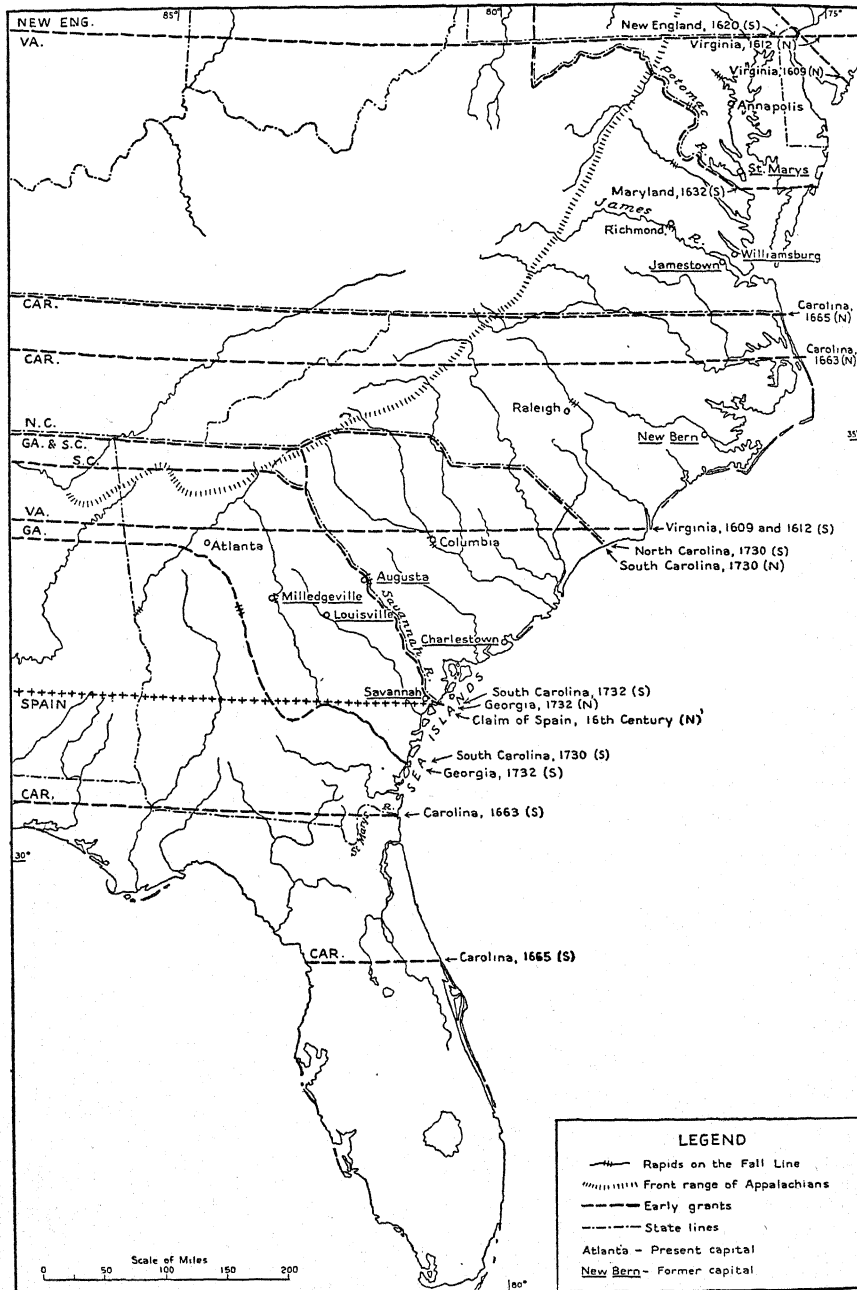 85°
80
75°
NEW ENG.
VA.
New England, 1620 (S)
Virginia, 1612 (N)
Virginia, 1609 (N)
Potomac R.
Annapolis
St. Marys
Maryland, 1632 (S)
James R.
Richmond
Williamsburg
Jamestown
CAR.
Carolina, 1665 (N)
CAR.
Carolina, 1663 (N)
Raleigh
N.C.
GA. & S.C.
S.C.
New Bern
35°
VA.
GA.
Virginia, 1609 and 1612 (S)
Atlanta
Columbia
North Carolina, 1730 (S)
South Carolina, 1730 (N)
Augusta
Milledgeville
Louisville
Savannah R.
Charlestown
SPAIN
Savannah
SEA ISLANDS
South Carolina, 1732 (S)
Georgia, 1732 (N)
Claim of Spain, 16th Century (N)
South Carolina, 1730 (S)
Georgia, 1732 (S)
CAR.
St. Marys R.
Carolina, 1663 (S)
30°
CAR.
Carolina, 1665 (S)
LEGEND
Rapids on the Fall Line
Front range of Appalachians
Early grants
State lines
Atlanta - Present capital
New Bern - Former capital
Scale of Miles
0 50 100 200
80°